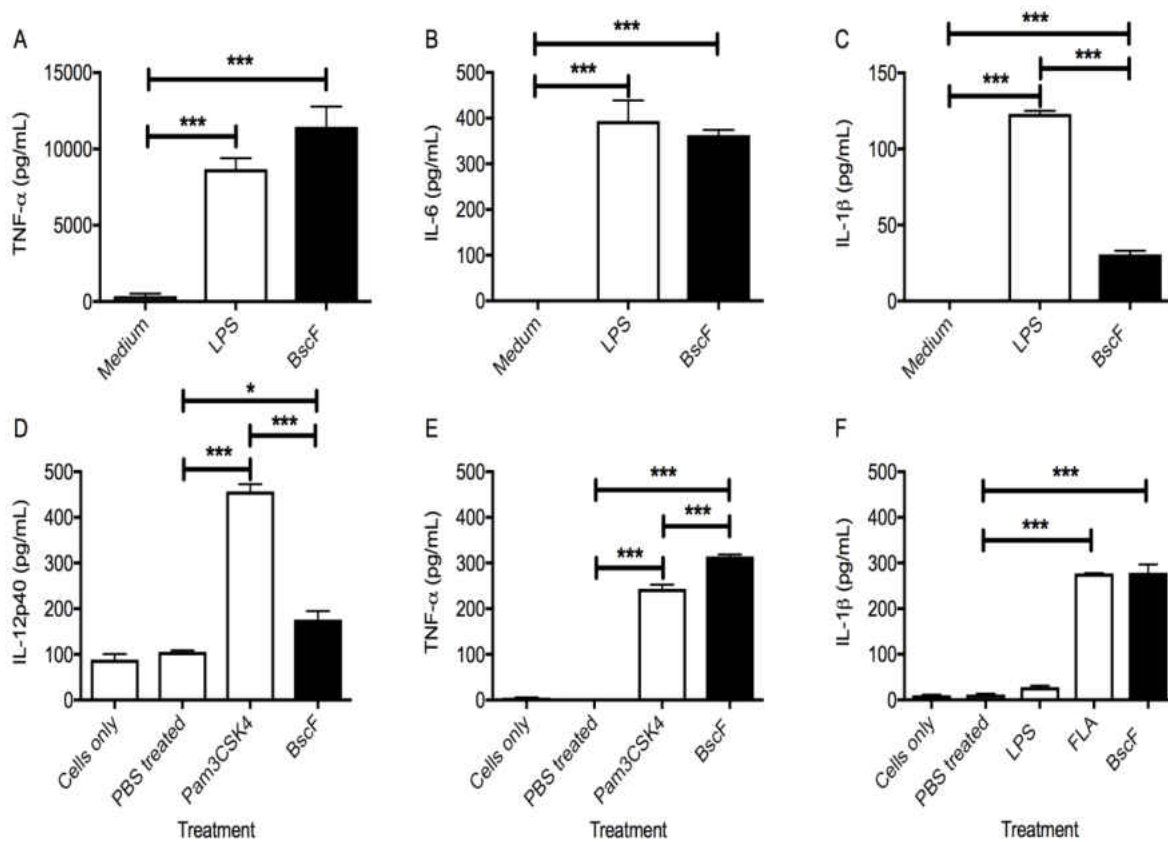 A
TNF-α (pg/mL)
15000
10000
5000
0
***
***
Medium
LPS
BscF
B
IL-6 (pg/mL)
500
400
300
200
100
0
***
***
Medum
LPS
BscF
C
IL-1β (pg/mL)
150
100
50
0
***
***
***
Medium
LPS
BscF
D
IL-12p40 (pg/mL)
500
400
300
200
100
0
*
***
***
Cells only
PBS treated
Pam3CSK4
BscF
Treatment
E
TNF-α (pg/mL)
500
400
300
200
100
0
***
***
***
Cells only
PBS treated
Pam3CSK4
BscF
Treatment
F
IL-1β (pg/mL)
500
400
300
200
100
0
***
***
Cells only
PBS treated
LPS
FLA
BscF
Treatment